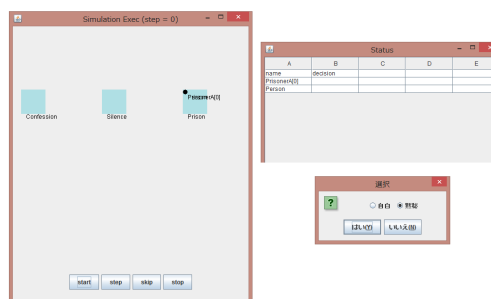 Simulation Exec (step = 0)
PrisonerA[0]
Confession
Silence
Prison
start
step
skip
stop
Status
A
B
C
D
E
name
decision
PrisonerA[0]
Person
選択
自白
黙秘
はい(Y)
いいえ(N)